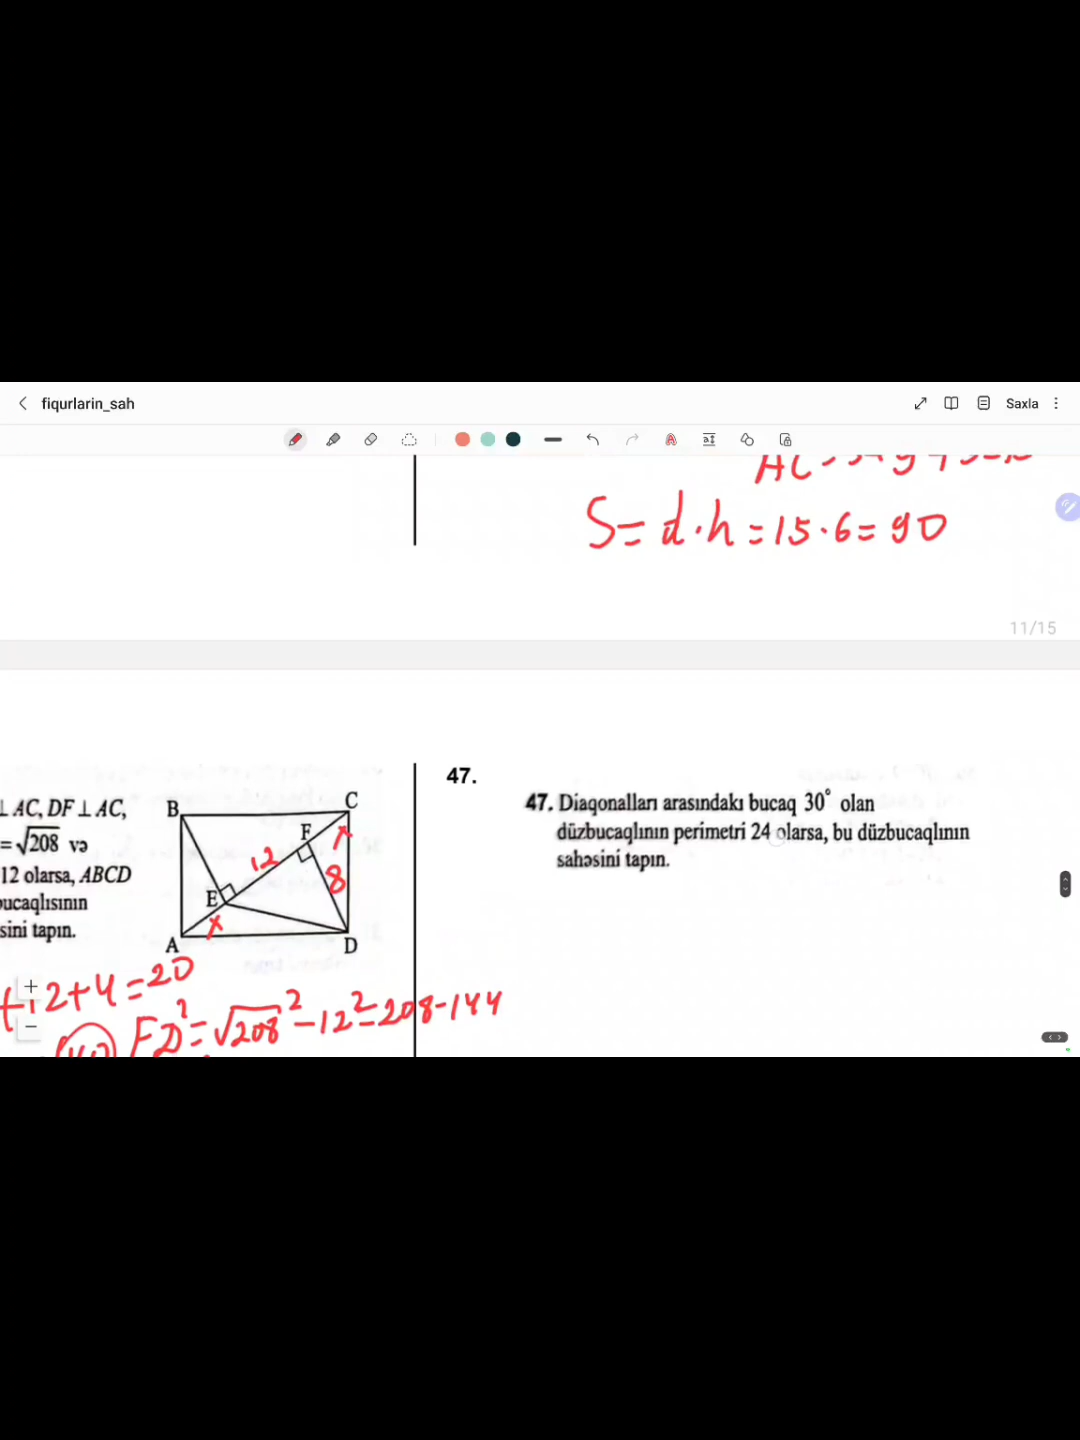 fiqurlarin_sah
Saxla
S = d·h = 15·6 = 90
11/15
⊥ AC, DF ⊥ AC,
= √208 və
12 olarsa, ABCD
sini tapın.
B
C
F
12
8
E
x
A
D
+12+4=20
FD² = √208² - 12² = 208-144
47.
47. Diaqonalları arasındakı bucaq 30° olan
düzbucaqlının perimetri 24 olarsa, bu düzbucaqlının
sahəsini tapın.